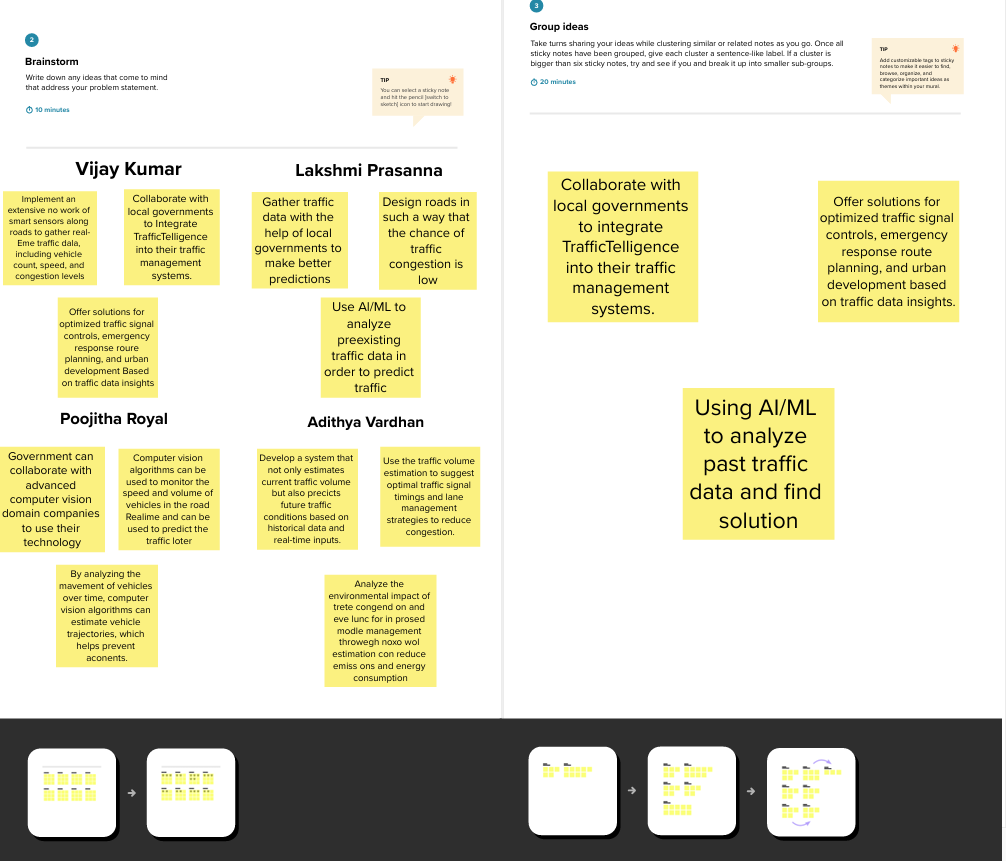 2
Brainstorm
Write down any ideas that come to mind
that address your problem statement.
10 minutes
TIP
You can select a sticky note
and hit the pencil [switch to
sketch] icon to start drawing!
Vijay Kumar
Implement an
extensive no work of
smart sensors along
roads to gather real-
Eme traffic dala,
including vehicle
count, speed, and
congestion levels
Collaborate with
local governments
to Integrate
TrafficTelligence
into their traffic
management
systems.
Offer solutions for
optimized traffic signal
controls, emergency
response roure
planning, and urban
development Based
on traffic data insights
Lakshmi Prasanna
Gather traffic
data with the
help of local
governments to
make better
predictions
Design roads in
such a way that
the chance of
traffic
congestion is
low
Use AI/ML to
analyze
preexisting
traffic data in
order to predict
traffic
Poojitha Royal
Government can
collaborate with
advanced
computer vision
domain companies
to use their
technology
Computer vision
algorithms can be
used to monitor the
speed and volume of
vehicles in the road
Realime and can be
used to predict the
traffic loter
By analyzing the
mavement of vehicles
over time, computer
vision algorithms can
estimate vehicle
trajectories, which
helps prevent
aconents.
Adithya Vardhan
Develop a system that
not only estimates
current traffic volume
but also precicts
future traffic
conditions based on
historical data and
real-time inputs.
Use the traffic volume
estimation to suggest
optimal traffic signal
timings and lane
management
strategies to reduce
congestion.
Analyze the
environmental impact of
trete congend on and
eve lunc for in prosed
modle management
throwegh noxo wol
estimation con reduce
emiss ons and energy
consumption
3
Group ideas
Take turns sharing your ideas while clustering similar or related notes as you go. Once all
sticky notes have been grouped, give each cluster a sentence-like label. If a cluster is
bigger than six sticky notes, try and see if you and break it up into smaller sub-groups.
20 minutes
TIP
Add customizable tags to sticky
notes to make it easier to find,
browse, organize, and
categorize important ideas as
themes within your mural.
Collaborate with
local governments
to integrate
TrafficTelligence
into their traffic
management
systems.
Offer solutions for
optimized traffic signal
controls, emergency
response route
planning, and urban
development based
on traffic data insights.
Using AI/ML
to analyze
past traffic
data and find
solution